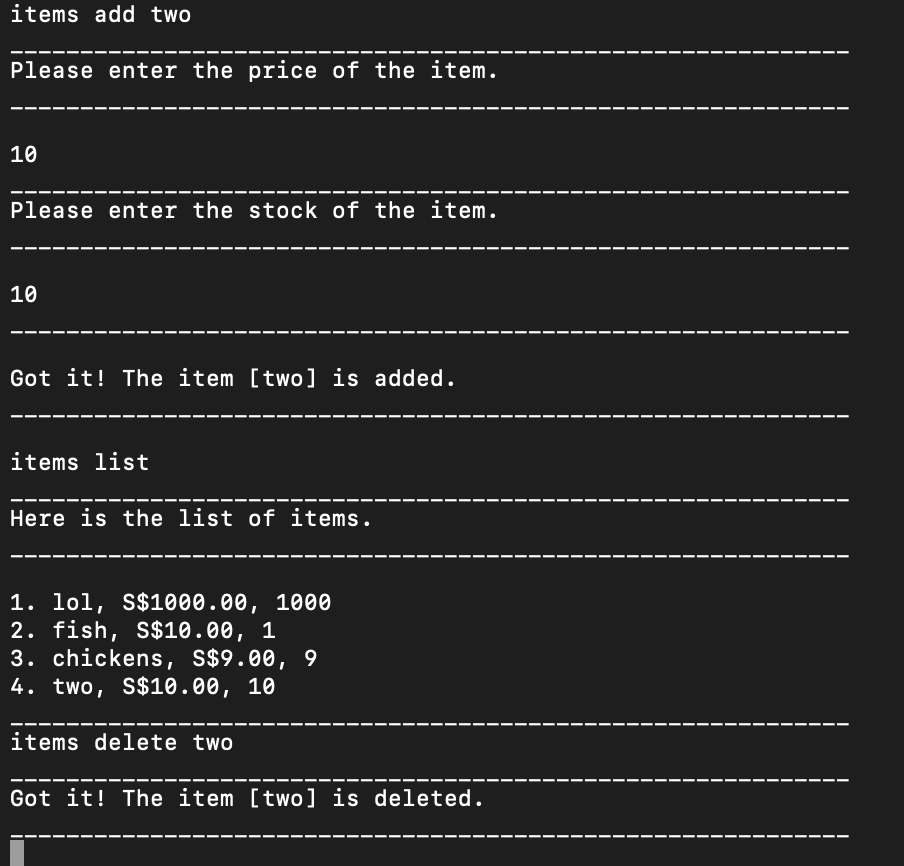 items add two
____________________________________________________________
Please enter the price of the item.
____________________________________________________________
10
____________________________________________________________
Please enter the stock of the item.
____________________________________________________________
10
____________________________________________________________
Got it! The item [two] is added.
____________________________________________________________
items list
____________________________________________________________
Here is the list of items.
____________________________________________________________
1. lol, S$1000.00, 1000
2. fish, S$10.00, 1
3. chickens, S$9.00, 9
4. two, S$10.00, 10
____________________________________________________________
items delete two
____________________________________________________________
Got it! The item [two] is deleted.
____________________________________________________________